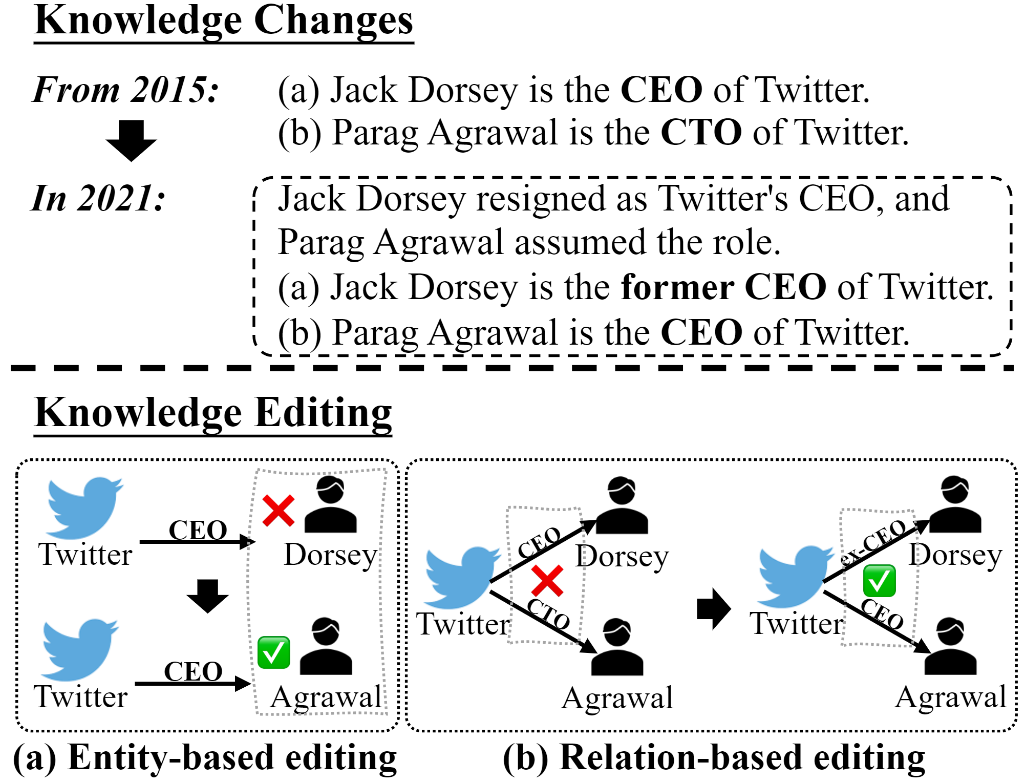 Knowledge Changes
From 2015:
(a) Jack Dorsey is the CEO of Twitter.
(b) Parag Agrawal is the CTO of Twitter.
In 2021:
Jack Dorsey resigned as Twitter's CEO, and
Parag Agrawal assumed the role.
(a) Jack Dorsey is the former CEO of Twitter.
(b) Parag Agrawal is the CEO of Twitter.
Knowledge Editing
Twitter
CEO
Dorsey
Twitter
CEO
Agrawal
(a) Entity-based editing
Twitter
CEO
Dorsey
CTO
Agrawal
Twitter
ex-CEO
Dorsey
CEO
Agrawal
(b) Relation-based editing